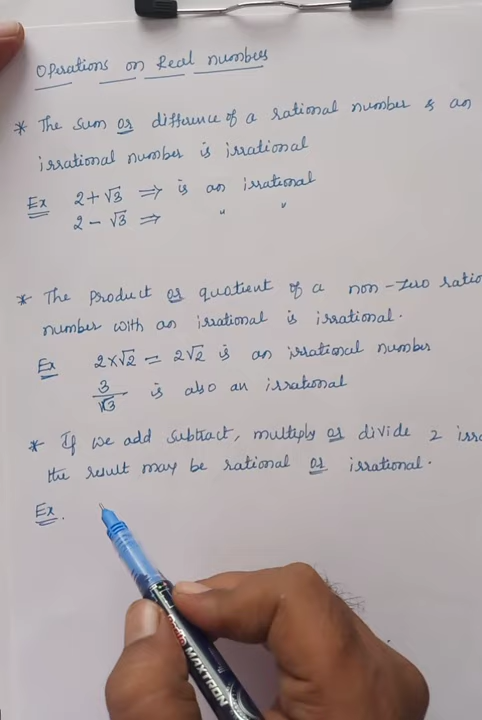 Operations on Real numbers
* The sum or difference of a rational number & an
irrational number is irrational
Ex 2+√3 ⇒ is an irrational
2 - √3 ⇒ " "
* The product or quotient of a non-zero ratio
number with an irrational is irrational.
Ex 2×√2 = 2√2 is an irrational number
3/√3 is also an irrational
* If we add subtract, multiply or divide 2 irra
the result may be rational or irrational.
Ex.
MAXTRON